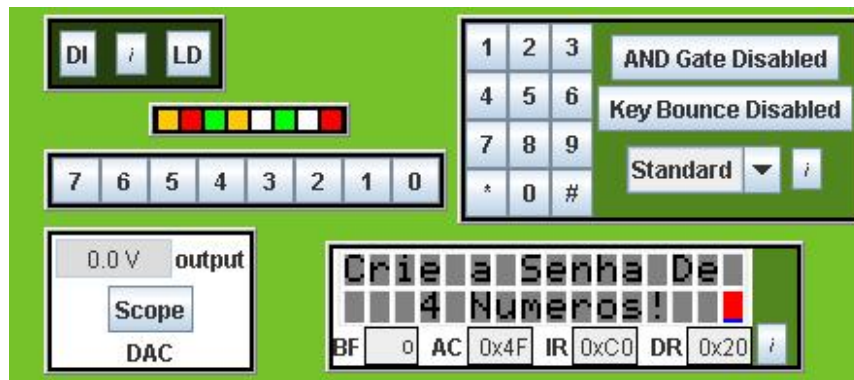 DI i LD
7 6 5 4 3 2 1 0
1 2 3
4 5 6
7 8 9
* 0 #
AND Gate Disabled
Key Bounce Disabled
Standard i
0.0 V output
Scope
DAC
Crie a Senha De
4 Numeros!
BF 0 AC 0x4F IR 0xC0 DR 0x20 i